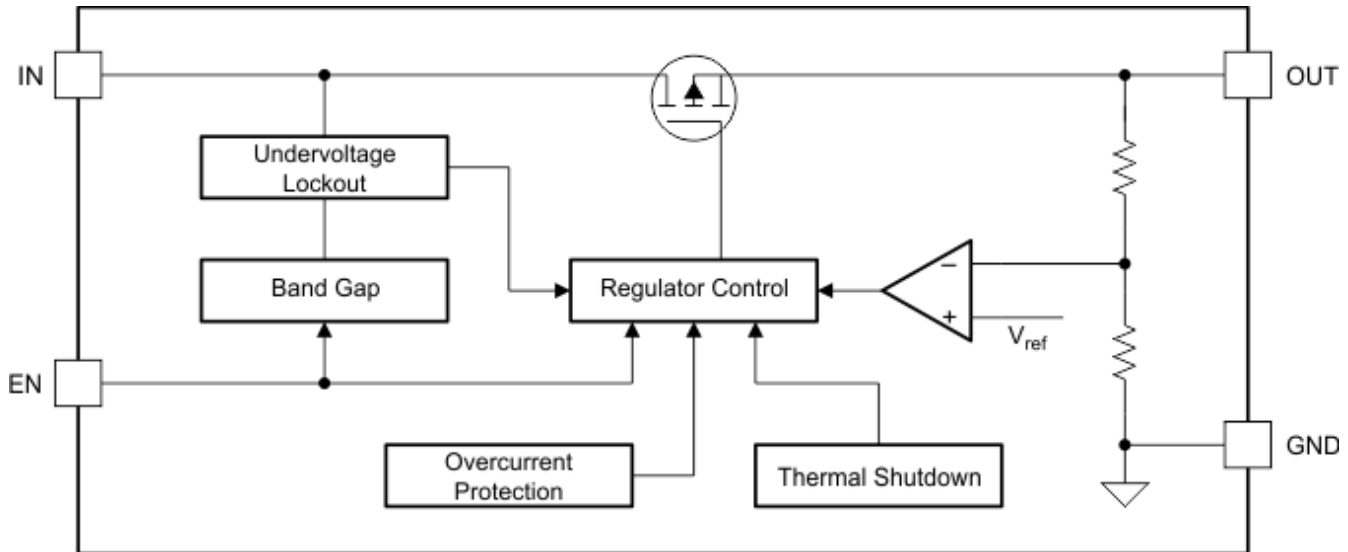 IN
OUT
Undervoltage
Lockout
Band Gap
Regulator Control
−
+
Vref
EN
Overcurrent
Protection
Thermal Shutdown
GND